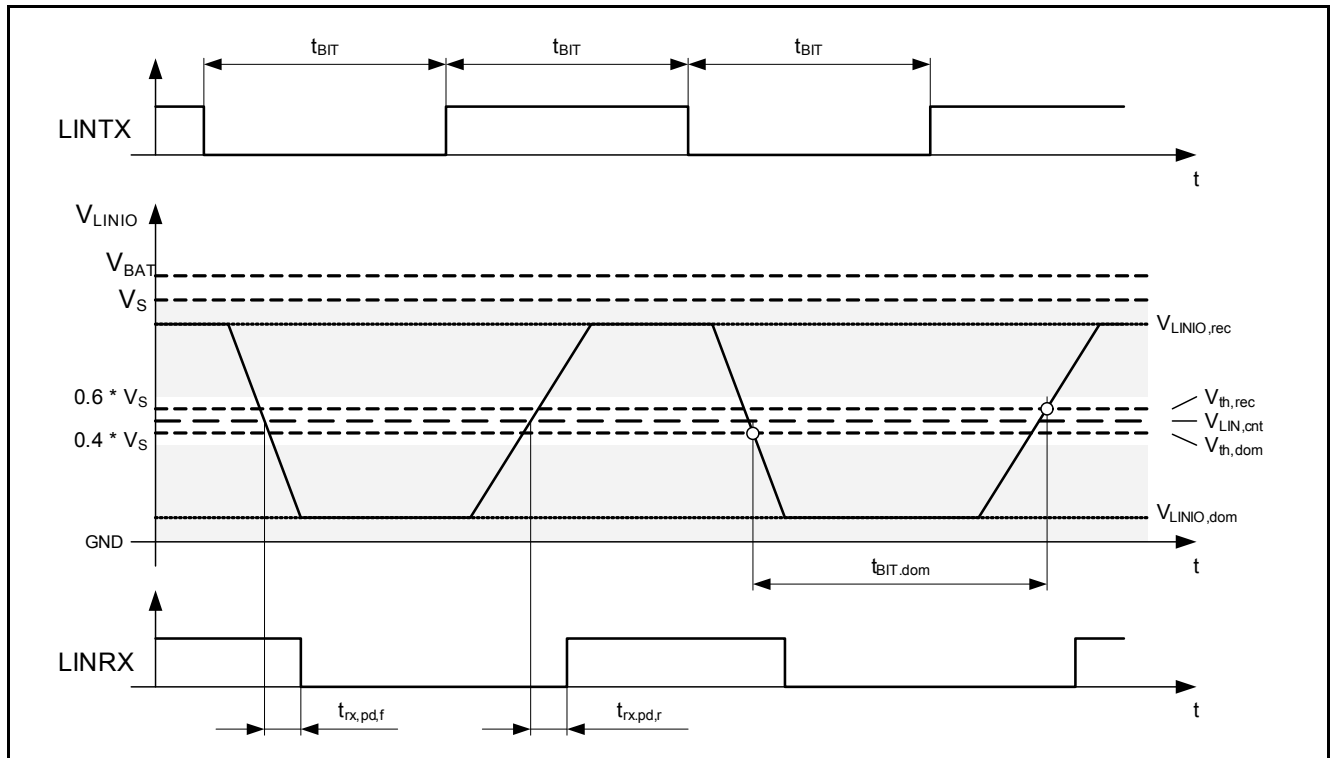 tBIT tBIT tBIT
LINTX
t
VLINIO
VBAT
VS
VLINIO,rec
0.6 * VS
Vth,rec
VLIN,cnt
0.4 * VS
Vth,dom
VLINIO,dom
GND
t
tBIT.dom
LINRX
t
trx,pd,f trx.pd,r